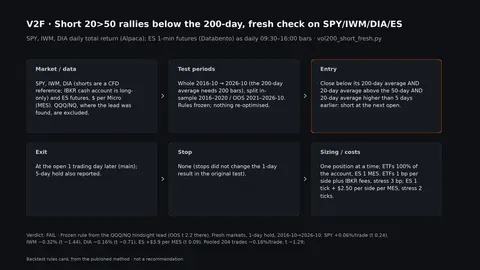 V2F · Short 20>50 rallies below the 200-day, fresh check on SPY/IWM/DIA/ES
SPY, IWM, DIA daily total return (Alpaca); ES 1-min futures (Databento) as daily 09:30–16:00 bars · vol200_short_fresh.py
Market / data
SPY, IWM, DIA (shorts are a CFD
reference; IBKR cash account is long-
only) and ES futures, $ per Micro
(MES). QQQ/NQ, where the lead was
found, are excluded.
Test periods
Whole 2016-10 → 2026-10 (the 200-day
average needs 200 bars), split in-
sample 2016–2020 / OOS 2021–2026-10.
Rules frozen; nothing re-optimised.
Entry
Close below its 200-day average AND
20-day average above the 50-day AND
20-day average higher than 5 days
earlier: short at the next open.
Exit
At the open 1 trading day later (main);
5-day hold also reported.
Stop
None (stops did not change the 1-day
result in the original test).
Sizing / costs
One position at a time; ETFs 100% of
the account, ES 1 MES. ETFs 1 bp per
side plus IBKR fees, stress 3 bp; ES 1
tick + $2.50 per side per MES, stress 2
ticks.
Verdict: FAIL · Frozen rule from the QQQ/NQ hindsight lead (OOS t 2.2 there). Fresh markets, 1-day hold, 2016-10→2026-10: SPY +0.06%/trade (t 0.24),
IWM −0.32% (t −1.44), DIA −0.16% (t −0.71), ES +$3.9 per MES (t 0.09). Pooled 204 trades −0.16%/trade, t −1.29;
Backtest rules card, from the published method · not a recommendation